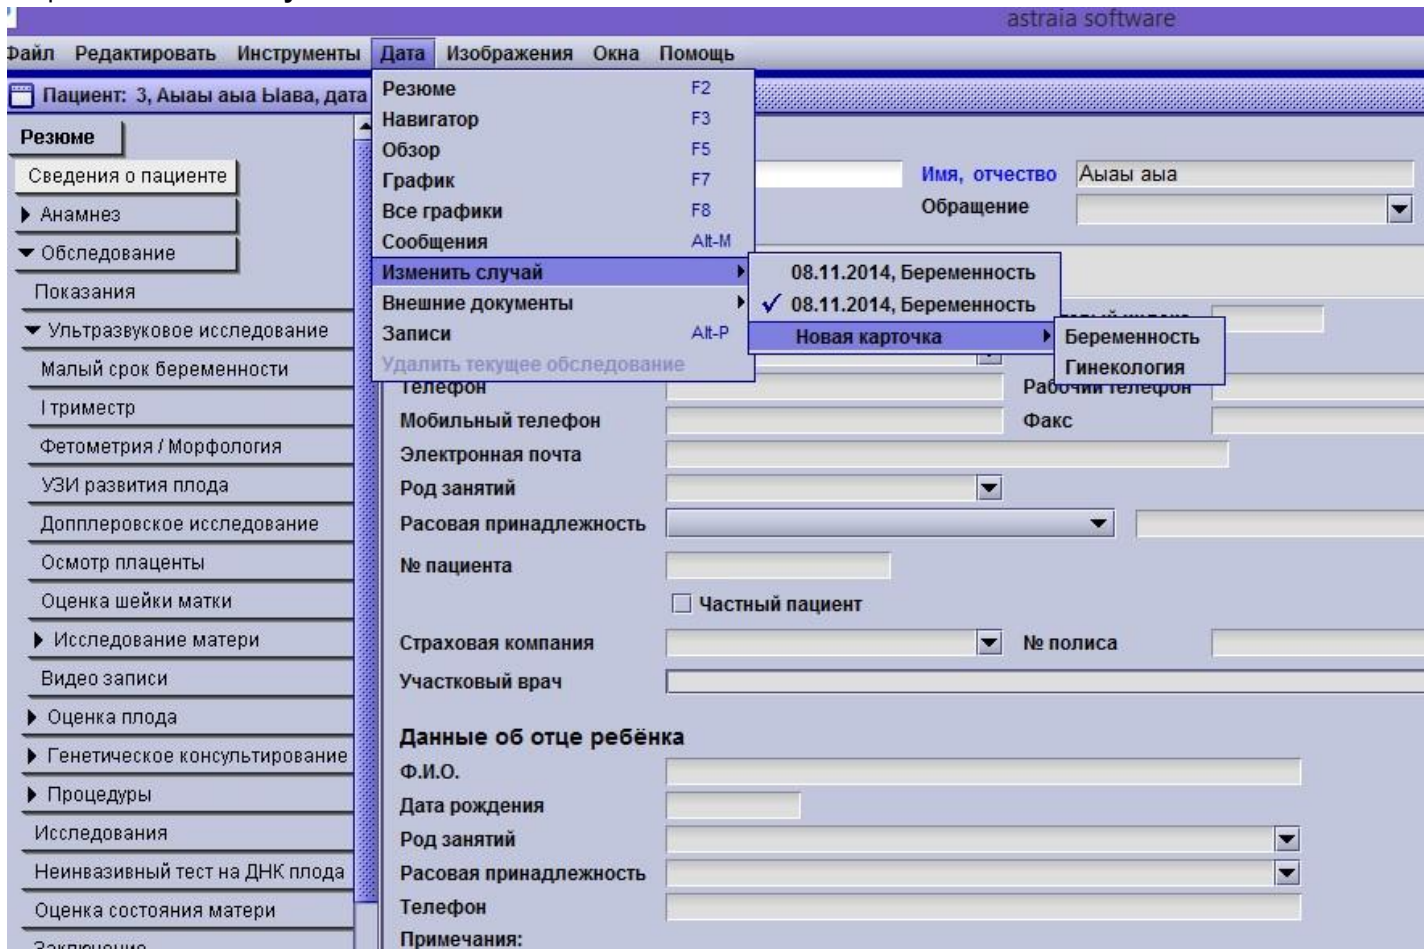 astraia software
Файл Редактировать Инструменты Дата Изображения Окна Помощь
Пациент: 3, Аыаы аыа Ыава, дата
Резюме
Сведения о пациенте
Анамнез
Обследование
Показания
Ультразвуковое исследование
Малый срок беременности
I триместр
Фетометрия / Морфология
УЗИ развития плода
Допплеровское исследование
Осмотр плаценты
Оценка шейки матки
Исследование матери
Видео записи
Оценка плода
Генетическое консультирование
Процедуры
Исследования
Неинвазивный тест на ДНК плода
Оценка состояния матери
Заключение
Резюме F2
Навигатор F3
Обзор F5
График F7
Все графики F8
Сообщения Alt-M
Изменить случай
Внешние документы
Записи Alt-P
Удалить текущее обследование
08.11.2014, Беременность
08.11.2014, Беременность
Новая карточка
Беременность
Гинекология
Имя, отчество Аыаы аыа
Обращение
Телефон Рабочий телефон
Мобильный телефон Факс
Электронная почта
Род занятий
Расовая принадлежность
№ пациента
Частный пациент
Страховая компания № полиса
Участковый врач
Данные об отце ребёнка
Ф.И.О.
Дата рождения
Род занятий
Расовая принадлежность
Телефон
Примечания: